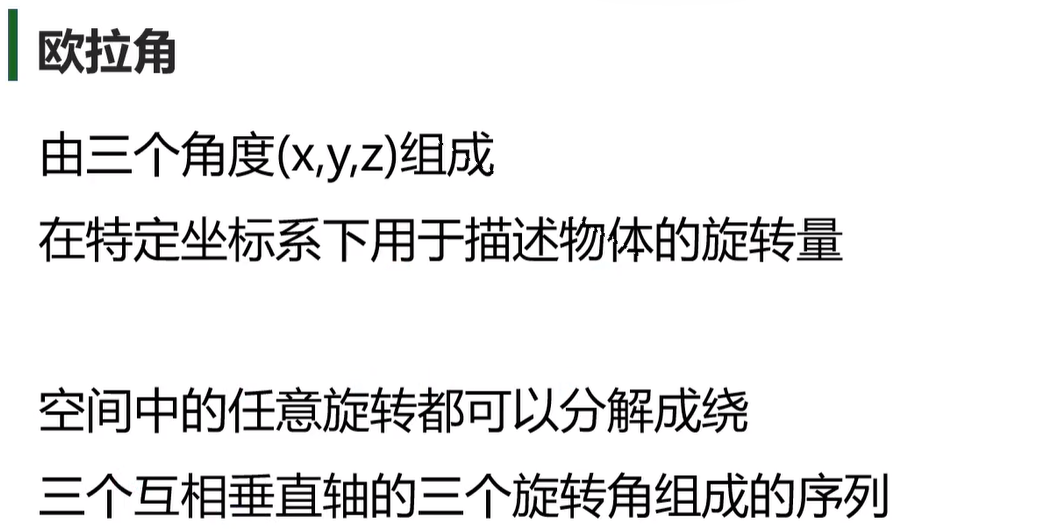 欧拉角
由三个角度(x,y,z)组成
在特定坐标系下用于描述物体的旋转量
空间中的任意旋转都可以分解成绕
三个互相垂直轴的三个旋转角组成的序列